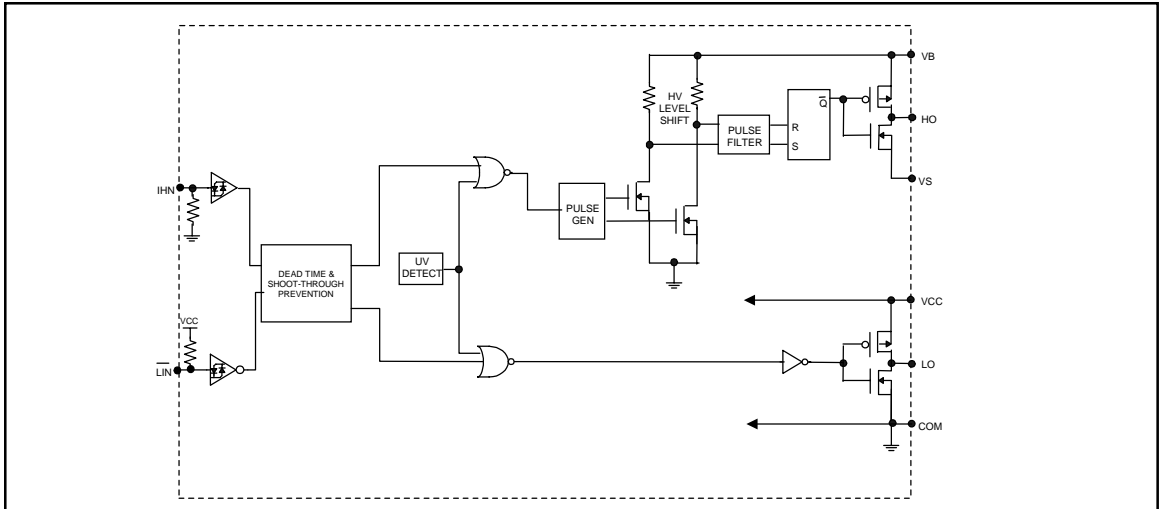 VB
HV
LEVEL
SHIFT
Q
HO
R
PULSE
FILTER
S
VS
IHN
PULSE
GEN
UV
DETECT
DEAD TIME &
SHOOT-THROUGH
PREVENTION
VCC
VCC
LIN
LO
COM